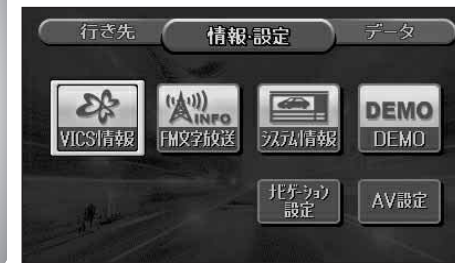 行き先
情報・設定
データ
VICS情報
INFO
FM文字放送
システム情報
DEMO
DEMO
ナビゲーション
設定
AV設定